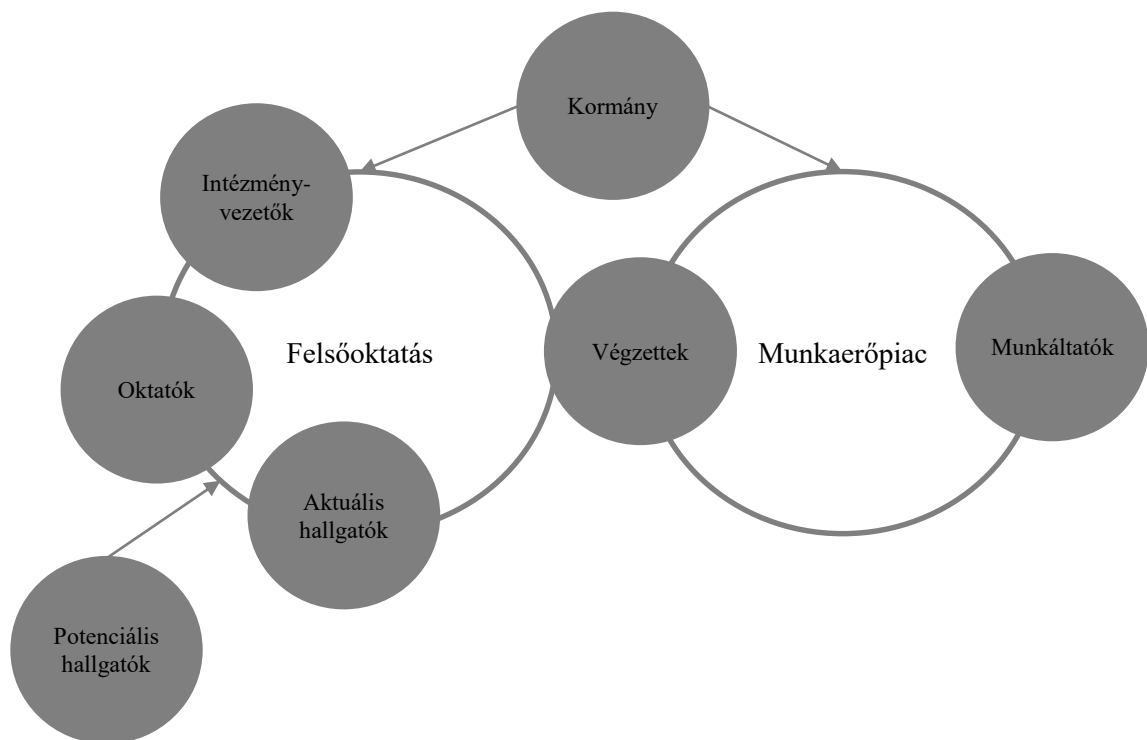 Kormány
Intézmény-
vezetők
Felsőoktatás
Végzettek
Munkaerőpiac
Munkáltatók
Oktatók
Aktuális
hallgatók
Potenciális
hallgatók